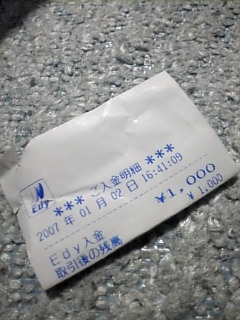 EDY
*** ご入金明細 ***
2007 年 01 月 02 日 16:41:09
Edy入金 ¥1,000
取引後の残高 ¥1,000